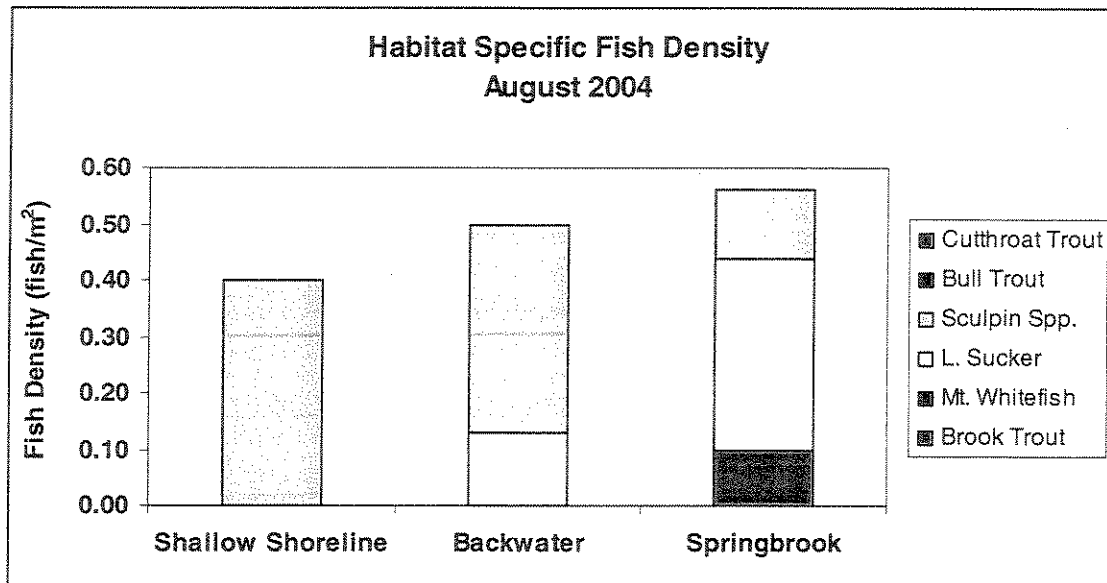 Habitat Specific Fish Density
August 2004
Fish Density (fish/m²)
0.60
0.50
0.40
0.30
0.20
0.10
0.00
Shallow Shoreline
Backwater
Springbrook
Cutthroat Trout
Bull Trout
Sculpin Spp.
L. Sucker
Mt. Whitefish
Brook Trout